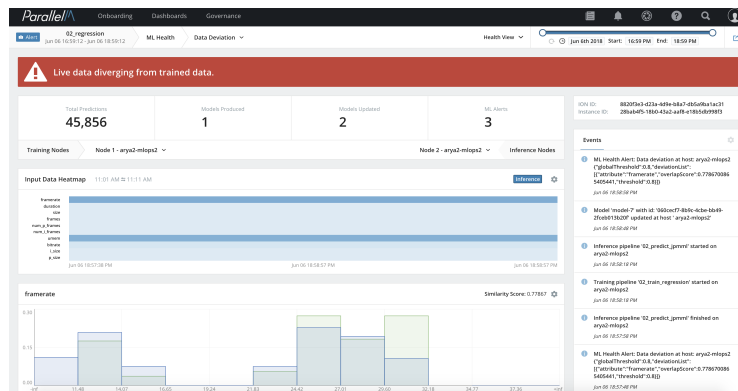 ParallelM
Onboarding
Dashboards
Governance
Alert
02_regression
Jun 06 16:59:12 - Jun 06 18:59:12
ML Health
Data Deviation
Health View
Jun 6th 2018 Start: 16:59 PM End: 18:59 PM
Live data diverging from trained data.
Total Predictions
45,856
Models Produced
1
Models Updated
2
ML Alerts
3
Training Nodes
Node 1 - arya2-mlops2
Node 2 - arya2-mlops2
Inference Nodes
Input Data Heatmap 11:01 AM 11:11 AM
Inference
framerate
duration
size
frames
num_p_frames
num_i_frames
umem
bitrate
i_size
p_size
Jun 06 18:57:38 PM
Jun 06 18:58:57 PM
Jun 06 18:58:57 PM
framerate
Similarity Score: 0.77867
0.30
0.15
0.00
-inf
11.48
14.07
16.65
19.24
21.83
24.42
27.01
29.60
32.18
34.77
37.36
+inf
ION ID: 8820f3e3-d23a-4d9e-b8a7-db5a9ba1ac31
Instance ID: 28bab4f5-18b0-43a2-aaf8-e18b5db998f3
Events
ML Health Alert: Data deviation at host: arya2-mlops2
{"globalThreshold":0.8,"deviationList":
[{"attribute":"framerate","overlapScore":0.778670086
5405441,"threshold":0.8}]}
Jun 06 18:58:58 PM
Model 'model-7' with id: '060cecf7-8b9c-4cbe-bb49-
2fceb013b20f' updated at host ' arya2-mlops2'
Jun 06 18:58:48 PM
Inference pipeline '02_predict_jpmml' started on
arya2-mlops2
Jun 06 18:58:18 PM
Training pipeline '02_train_regression' started on
arya2-mlops2
Jun 06 18:58:18 PM
Inference pipeline '02_predict_jpmml' finished on
arya2-mlops2
Jun 06 18:57:58 PM
ML Health Alert: Data deviation at host: arya2-mlops2
{"globalThreshold":0.8,"deviationList":
[{"attribute":"framerate","overlapScore":0.778670086
5405441,"threshold":0.8}]}
Jun 06 18:57:48 PM